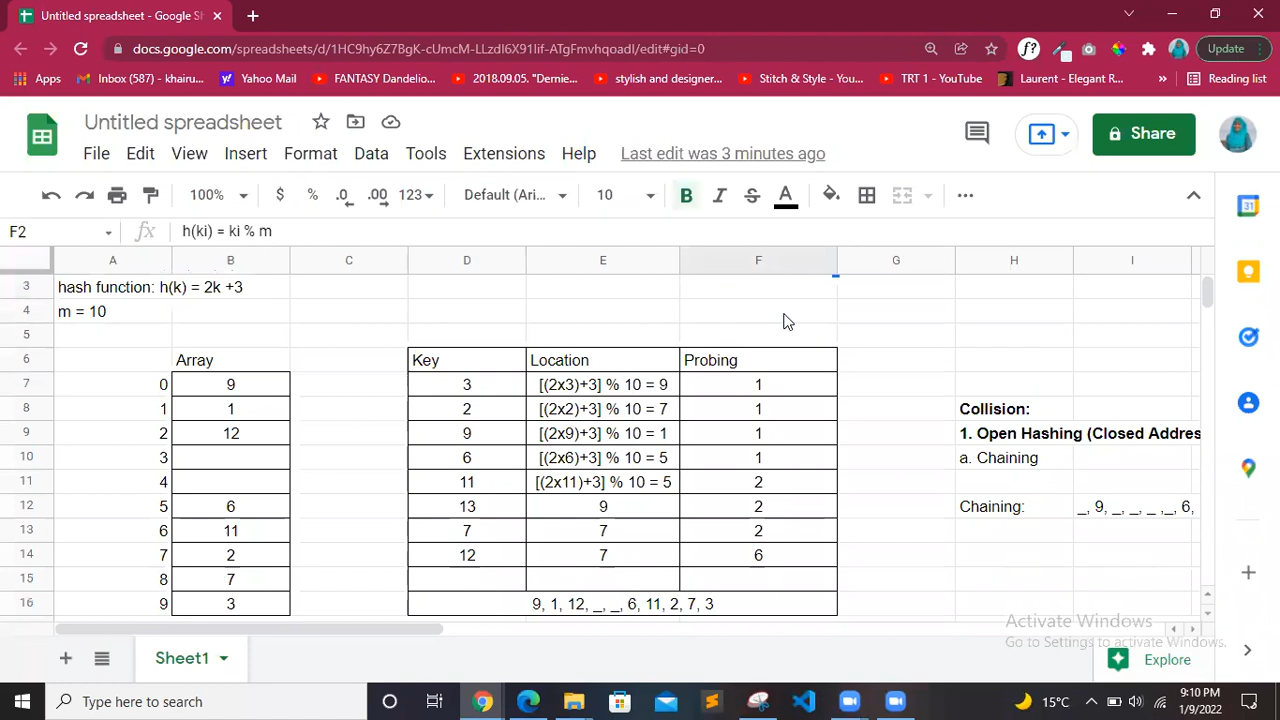 Untitled spreadsheet - Google Sh
docs.google.com/spreadsheets/d/1HC9hy6Z7BgK-cUmcM-LLzdI6X91Iif-ATgFmvhqoadI/edit#gid=0
Update
Apps
Inbox (587) - khairu...
Yahoo Mail
FANTASY Dandelio...
2018.09.05. "Dernie...
stylish and designer...
Stitch & Style - You...
TRT 1 - YouTube
Laurent - Elegant R...
»
Reading list
Untitled spreadsheet
File Edit View Insert Format Data Tools Extensions Help Last edit was 3 minutes ago
Share
100% $ % .0 .00 123 Default (Ari... 10 B I S A
F2 fx h(ki) = ki % m
A B C D E F G H I
3 hash function: h(k) = 2k +3
4 m = 10
5
6 Array Key Location Probing
7 0 9 3 [(2x3)+3] % 10 = 9 1
8 1 1 2 [(2x2)+3] % 10 = 7 1 Collision:
9 2 12 9 [(2x9)+3] % 10 = 1 1 1. Open Hashing (Closed Addres
10 3 6 [(2x6)+3] % 10 = 5 1 a. Chaining
11 4 11 [(2x11)+3] % 10 = 5 2
12 5 6 13 9 2 Chaining: _, 9, _, _, _ ,_, 6,
13 6 11 7 7 2
14 7 2 12 7 6
15 8 7
16 9 3 9, 1, 12, _, _, 6, 11, 2, 7, 3
Activate Windows
Go to Settings to activate Windows.
Sheet1
Explore
Type here to search
15°C
9:10 PM
1/9/2022